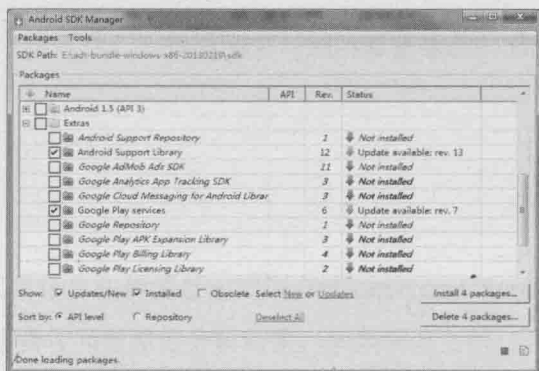 Android SDK Manager
Packages Tools
SDK Path: E:\adt-bundle-windows-x86-20130219\sdk
Packages
Name API Rev. Status
Android 1.5 (API 3)
Extras
Android Support Repository 1 Not installed
Android Support Library 12 Update available: rev. 13
Google AdMob Ads SDK 11 Not installed
Google Analytics App Tracking SDK 3 Not installed
Google Cloud Messaging for Android Librar 3 Not installed
Google Play services 6 Update available: rev. 7
Google Repository 1 Not installed
Google Play APK Expansion Library 3 Not installed
Google Play Billing Library 4 Not installed
Google Play Licensing Library 2 Not installed
Show: Updates/New Installed Obsolete Select New or Updates Install 4 packages...
Sort by: API level Repository Deselect All Delete 4 packages...
Done loading packages.